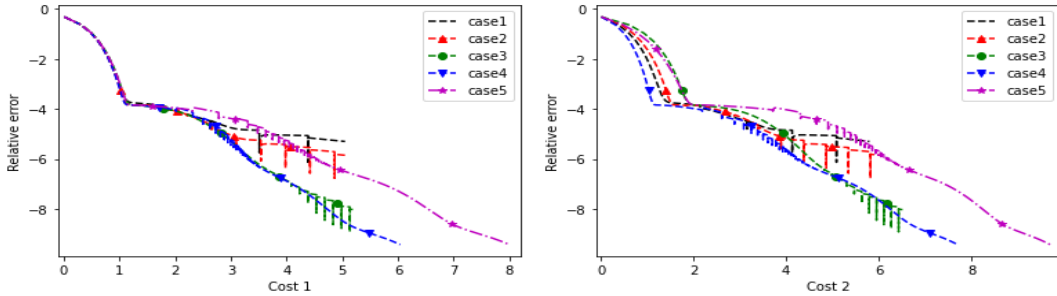 0
−2
−4
−6
−8
Relative error
0 1 2 3 4 5 6 7 8
Cost 1
case1
case2
case3
case4
case5
0
−2
−4
−6
−8
Relative error
0 2 4 6 8
Cost 2
case1
case2
case3
case4
case5